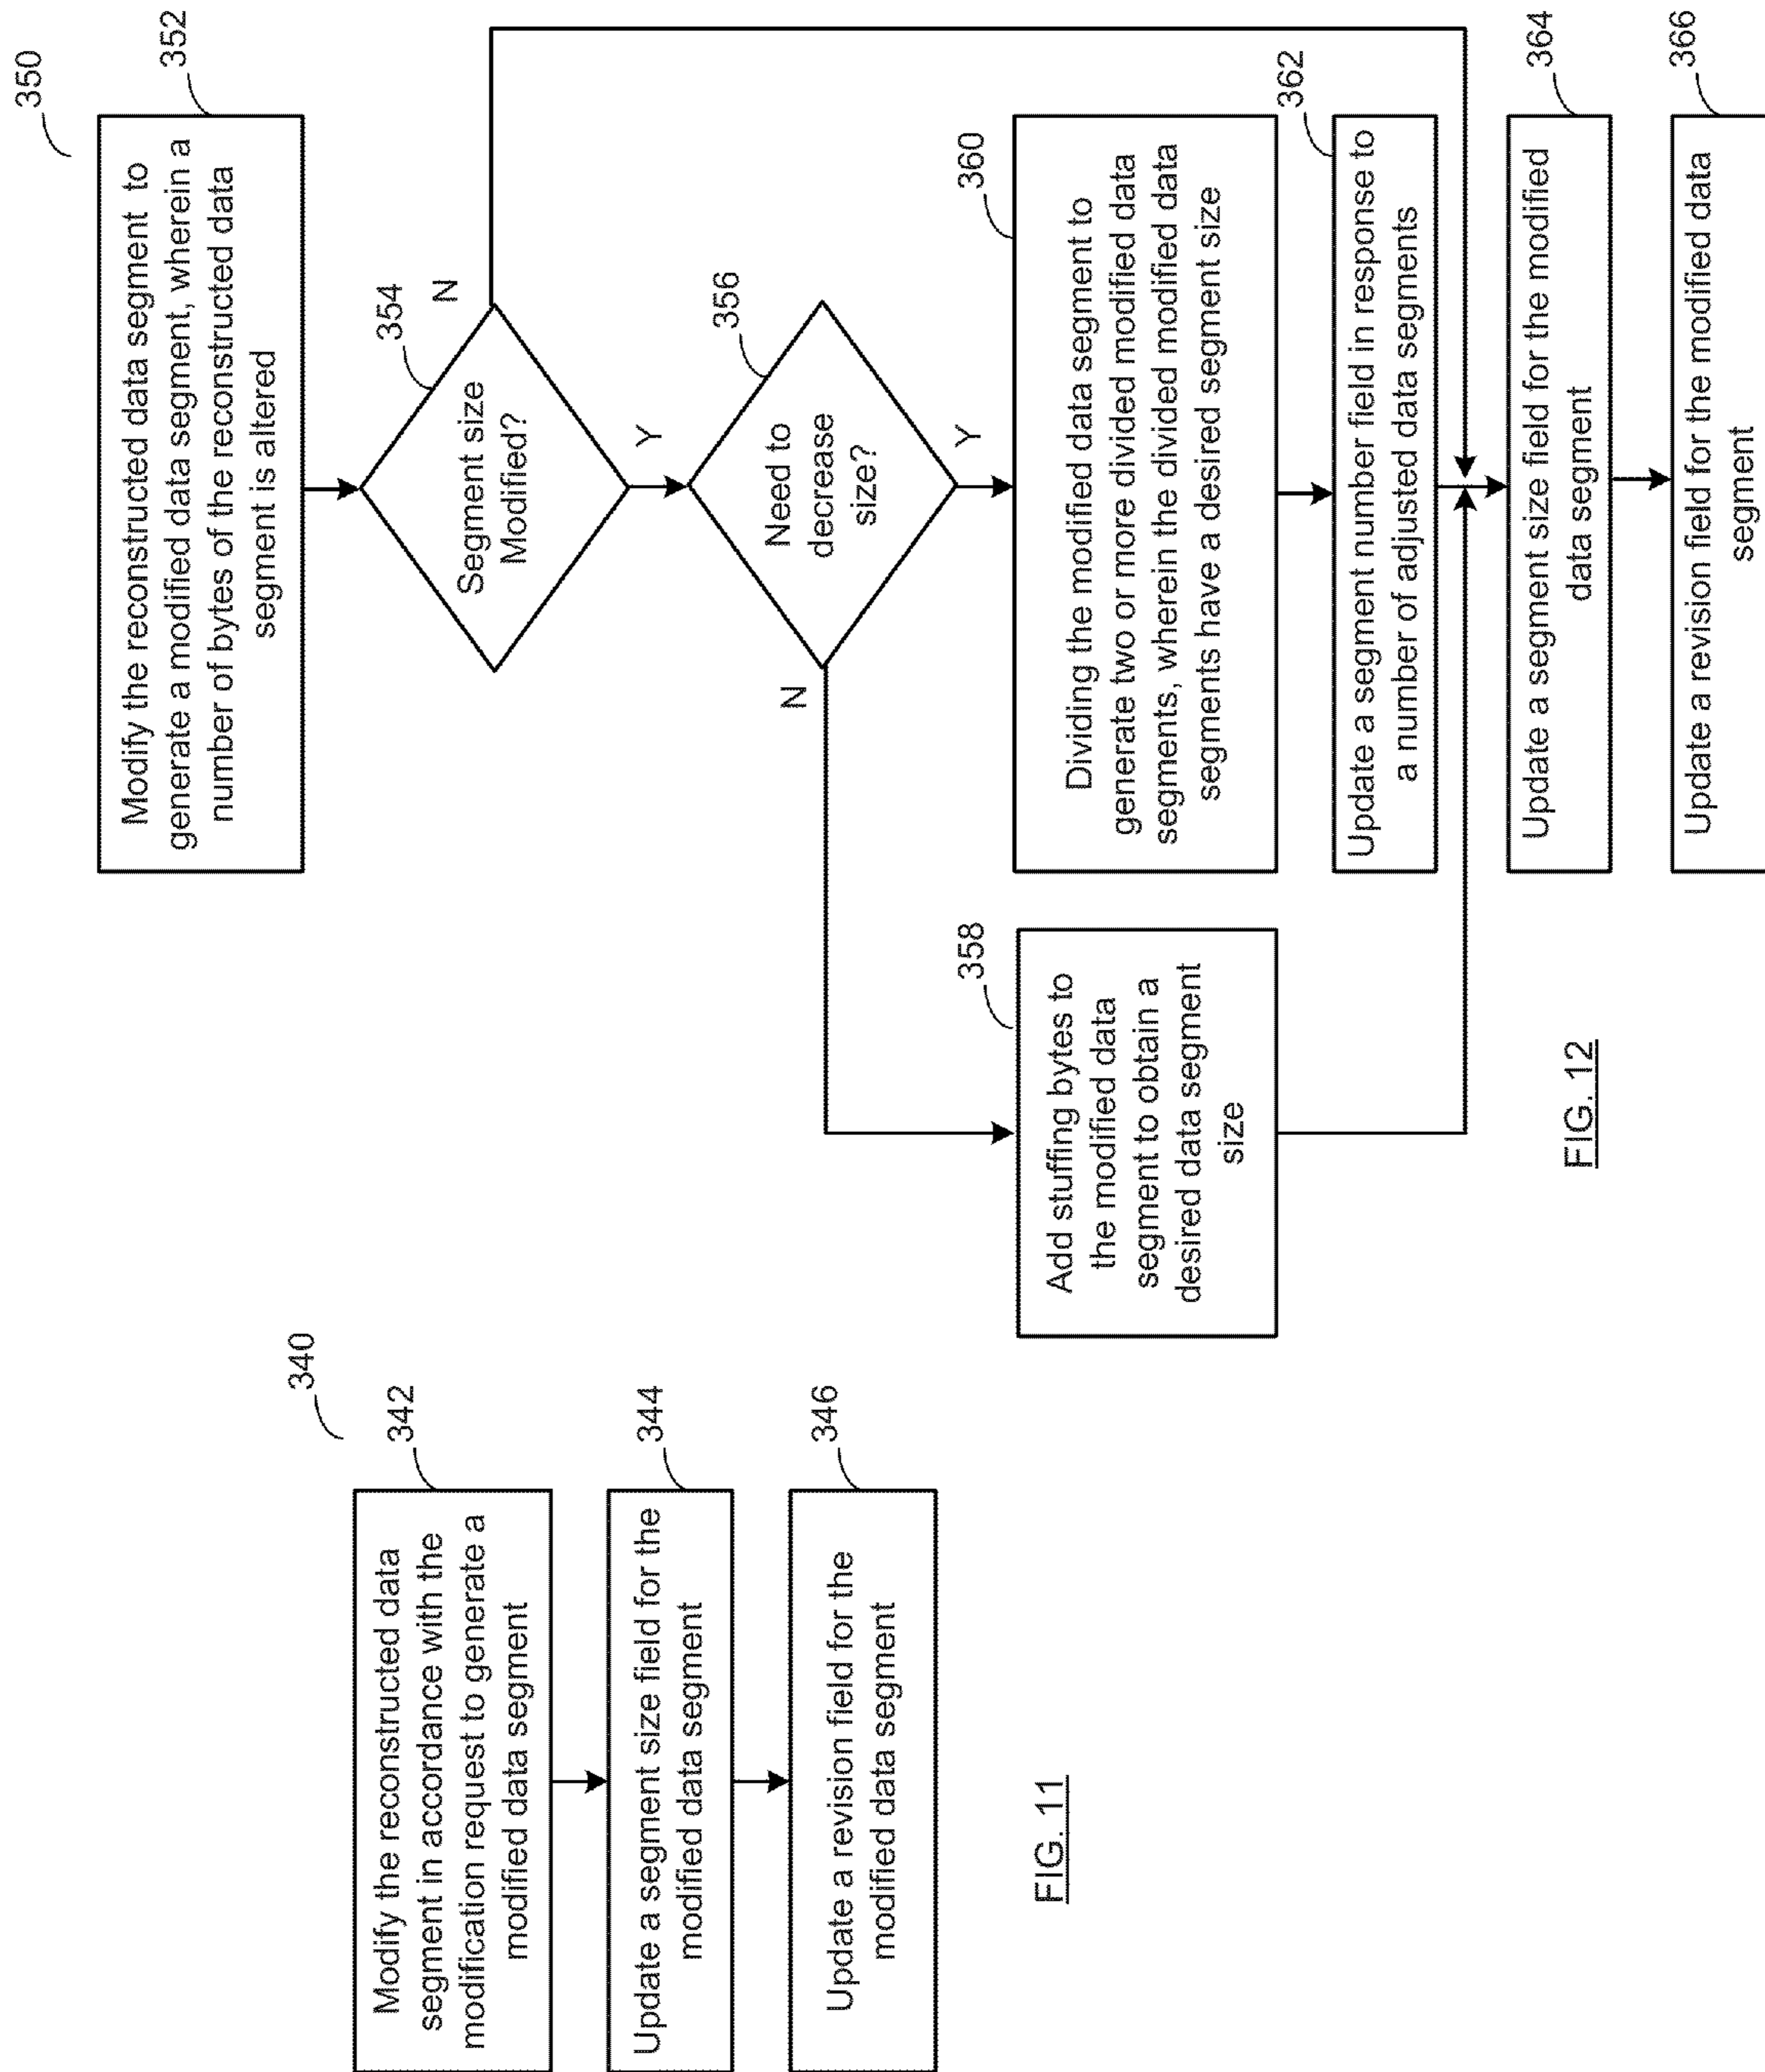 340
Modify the reconstructed data
segment in accordance with the
modification request to generate a
modified data segment
342
Update a segment size field for the
modified data segment
344
Update a revision field for the
modified data segment
346
FIG. 11
350
Modify the reconstructed data segment to
generate a modified data segment, wherein a
number of bytes of the reconstructed data
segment is altered
352
Segment size
Modified?
354
N
Y
Need to
decrease
size?
356
N
Y
Add stuffing bytes to
the modified data
segment to obtain a
desired data segment
size
358
Dividing the modified data segment to
generate two or more divided modified data
segments, wherein the divided modified data
segments have a desired segment size
360
Update a segment number field in response to
a number of adjusted data segments
362
Update a segment size field for the modified
data segment
364
Update a revision field for the modified data
segment
366
FIG. 12